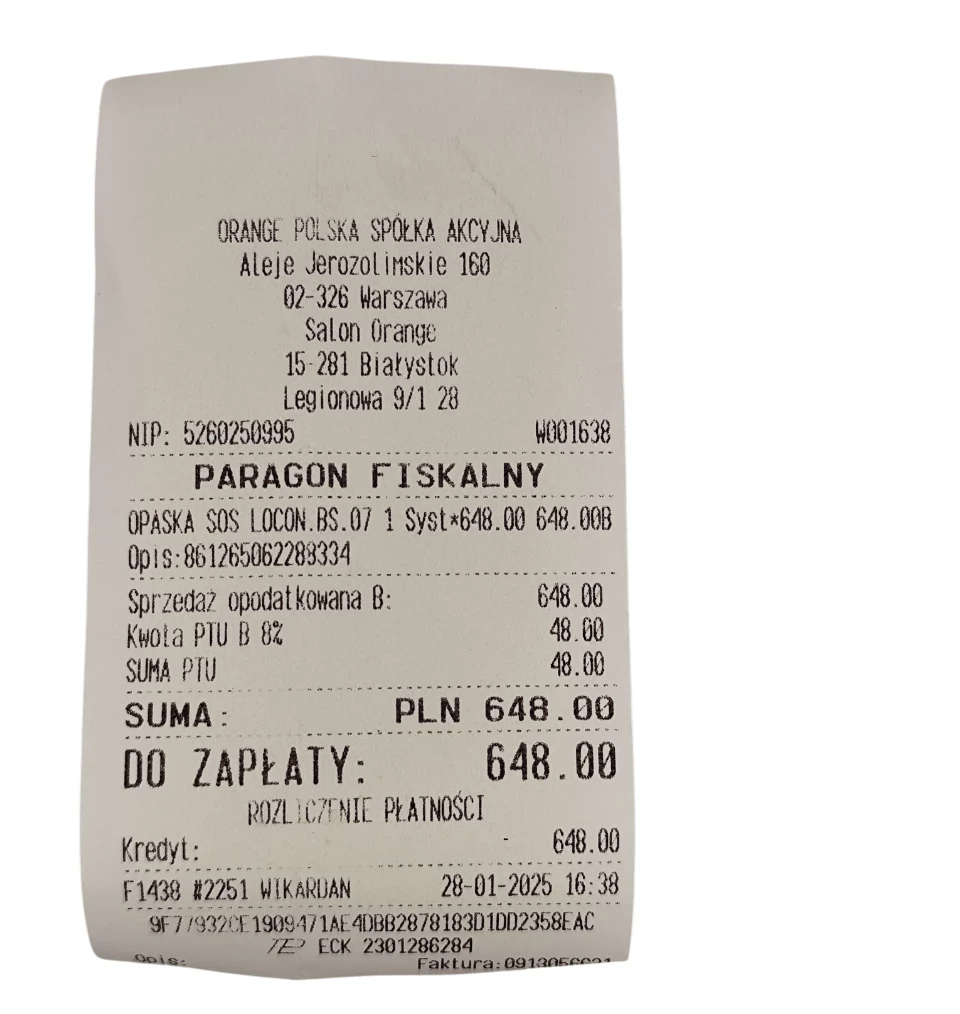 ORANGE POLSKA SPÓŁKA AKCYJNA
Aleje Jerozolimskie 160
02-326 Warszawa
Salon Orange
15-281 Białystok
Legionowa 9/1 28
NIP: 5260250995 W001638
PARAGON FISKALNY
OPASKA SOS LOCON.BS.07 1 Syst*648.00 648.00B
Opis:861265062289334
Sprzedaż opodatkowana B: 648.00
Kwota PTU B 8% 48.00
SUMA PTU 48.00
SUMA: PLN 648.00
DO ZAPŁATY: 648.00
ROZLICZENIE PŁATNOŚCI
Kredyt: 648.00
F1438 #2251 WIKARDAN 28-01-2025 16:38
9F77932CE1909471AE4DBB2878183D1DD2358EAC
ECK 2301286284
Opis: Faktura: